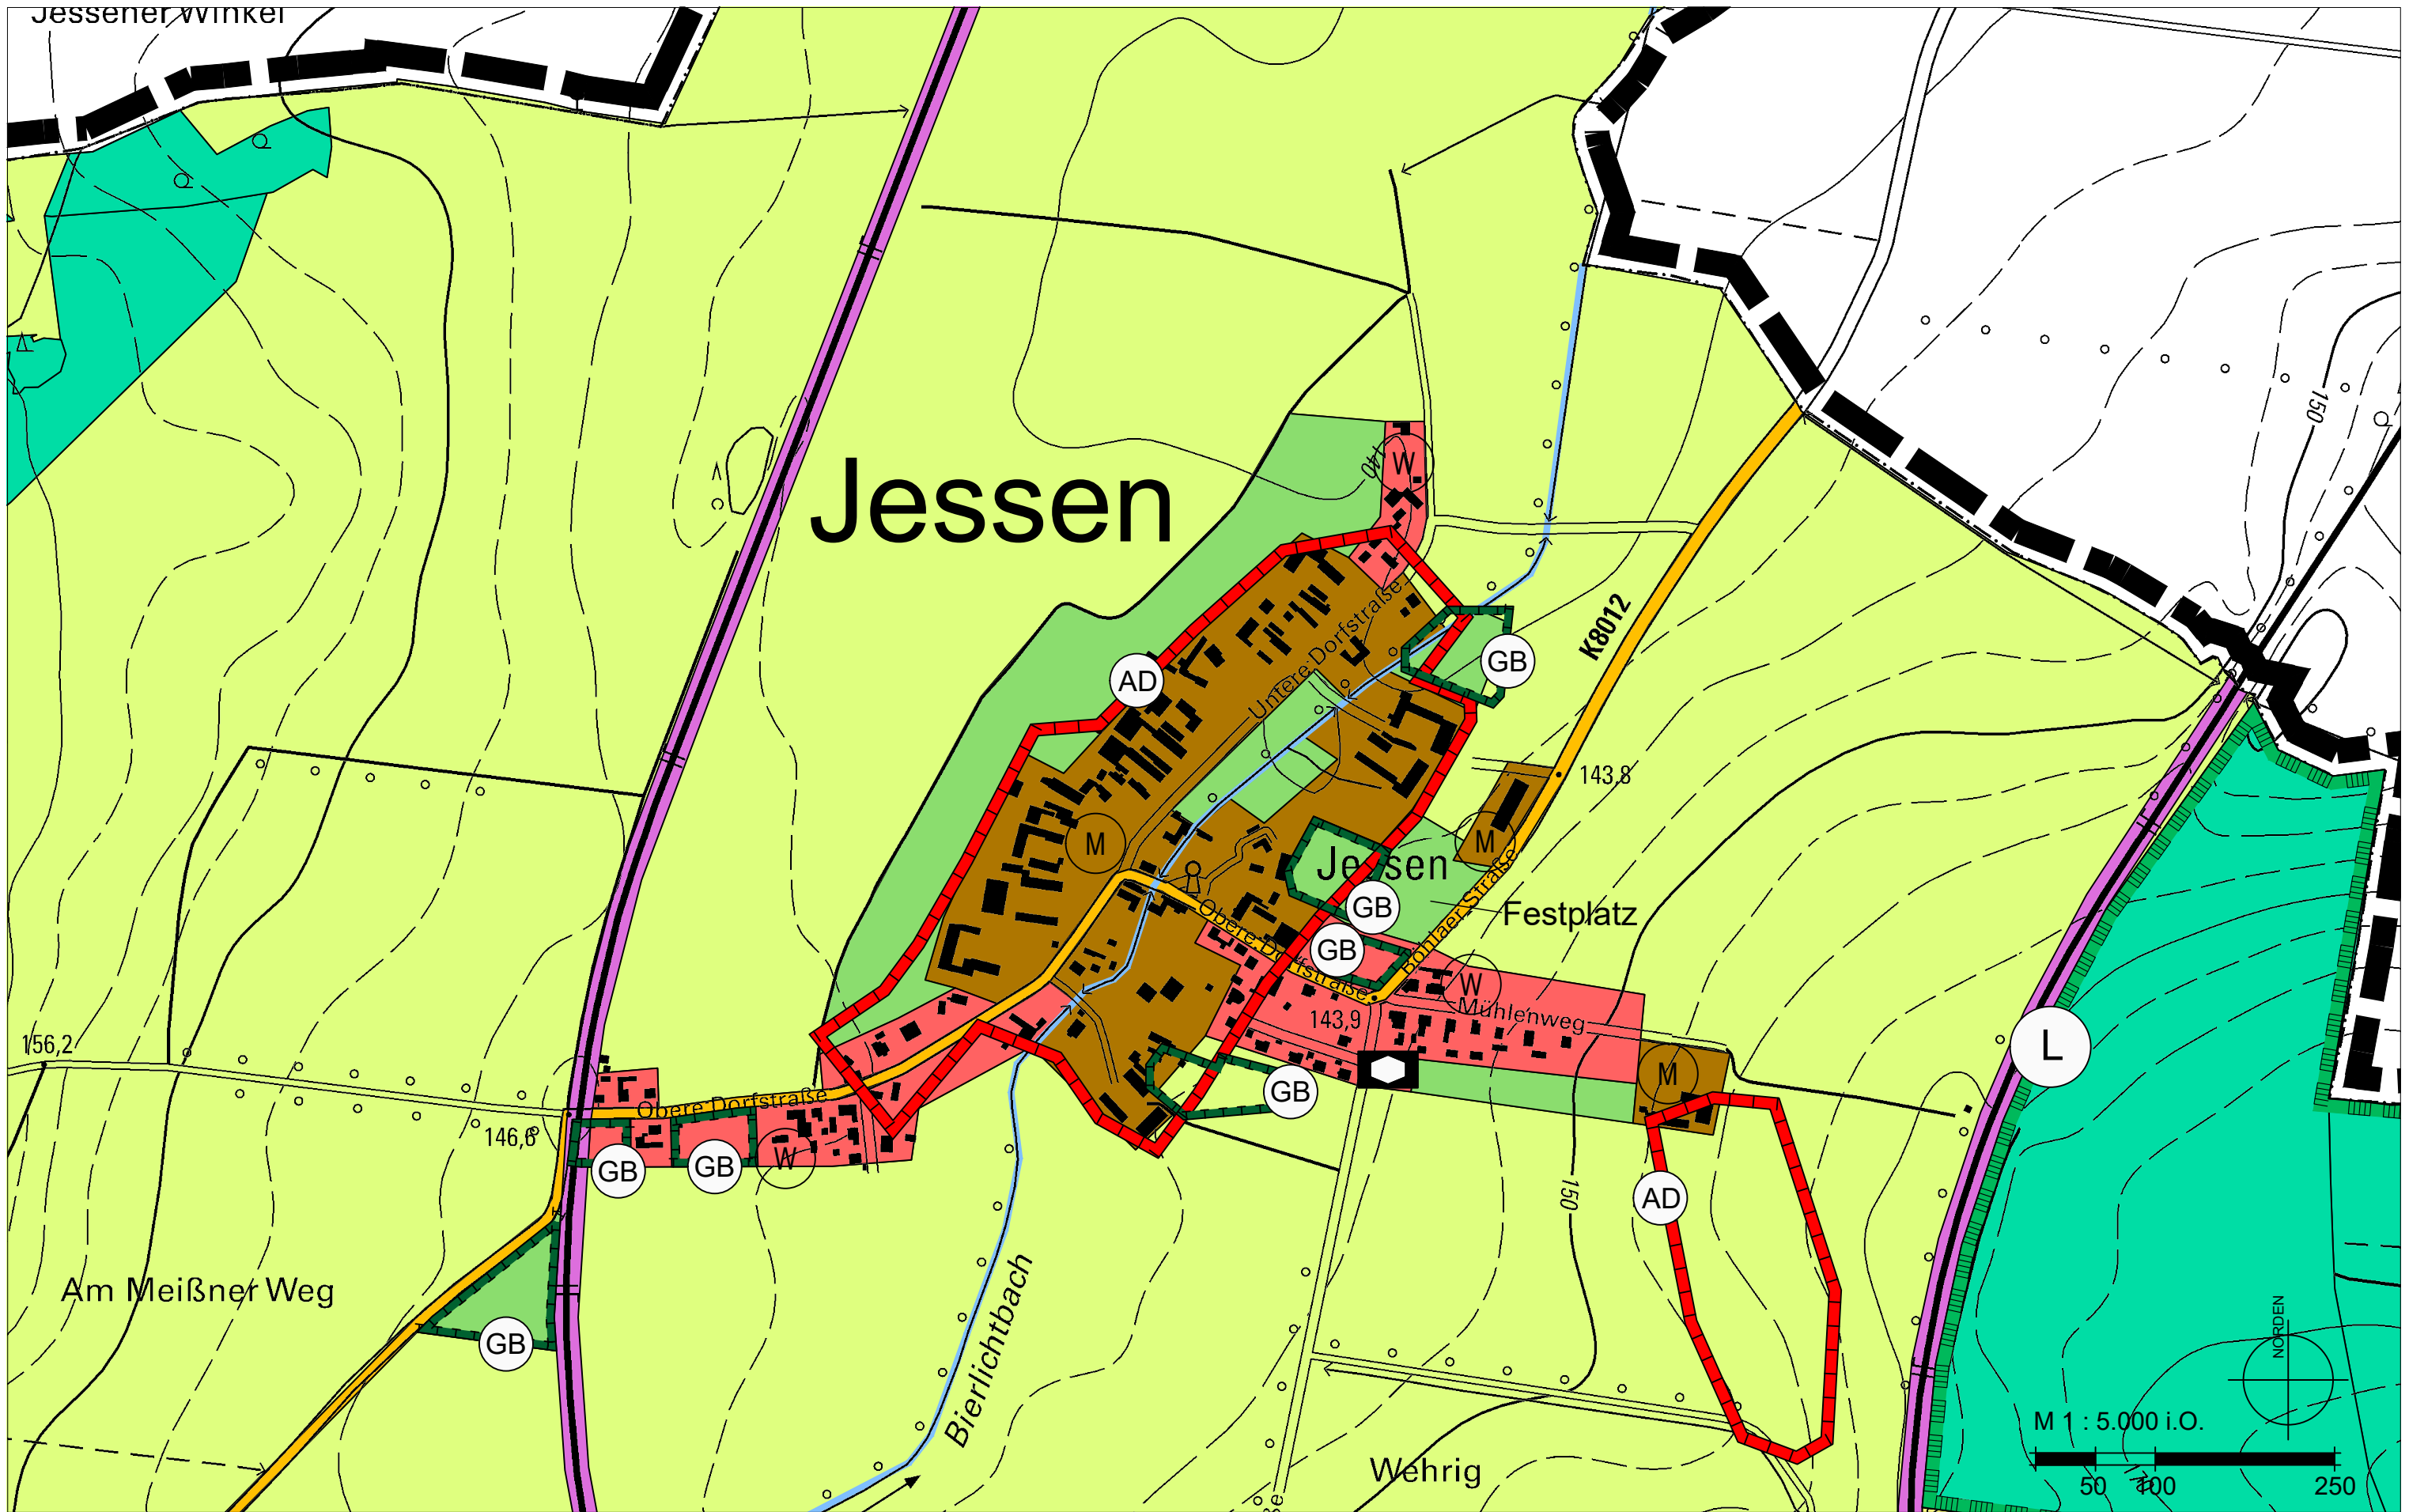 Jessener Winkel
150
140
W
Jessen
K8012
Untere Dorfstraße
GB
AD
143,8
M
M
Jessen
GB
Festplatz
Obere Dorfstraße
GB
Pöhlaer Straße
W
Mühlenweg
143,9
156,2
L
M
GB
Obere Dorfstraße
146,6
GB
GB
W
AD
150
Am Meißner Weg
GB
Bierlichtbach
NORDEN
M 1 : 5.000 i.O.
Wehrig
50 100 250